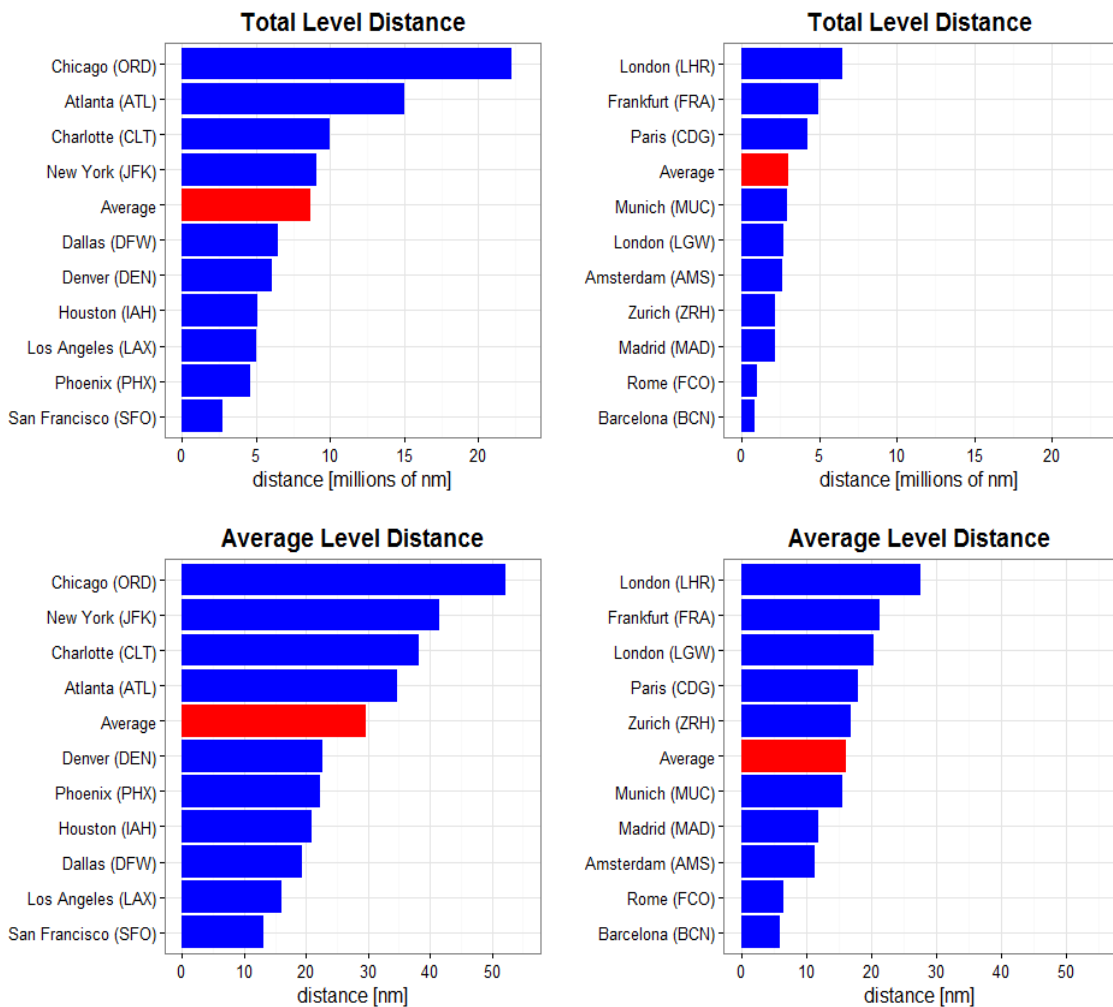 Total Level Distance
Chicago (ORD)
Atlanta (ATL)
Charlotte (CLT)
New York (JFK)
Average
Dallas (DFW)
Denver (DEN)
Houston (IAH)
Los Angeles (LAX)
Phoenix (PHX)
San Francisco (SFO)
0 5 10 15 20
distance [millions of nm]
Total Level Distance
London (LHR)
Frankfurt (FRA)
Paris (CDG)
Average
Munich (MUC)
London (LGW)
Amsterdam (AMS)
Zurich (ZRH)
Madrid (MAD)
Rome (FCO)
Barcelona (BCN)
0 5 10 15 20
distance [millions of nm]
Average Level Distance
Chicago (ORD)
New York (JFK)
Charlotte (CLT)
Atlanta (ATL)
Average
Denver (DEN)
Phoenix (PHX)
Houston (IAH)
Dallas (DFW)
Los Angeles (LAX)
San Francisco (SFO)
0 10 20 30 40 50
distance [nm]
Average Level Distance
London (LHR)
Frankfurt (FRA)
London (LGW)
Paris (CDG)
Zurich (ZRH)
Average
Munich (MUC)
Madrid (MAD)
Amsterdam (AMS)
Rome (FCO)
Barcelona (BCN)
0 10 20 30 40 50
distance [nm]